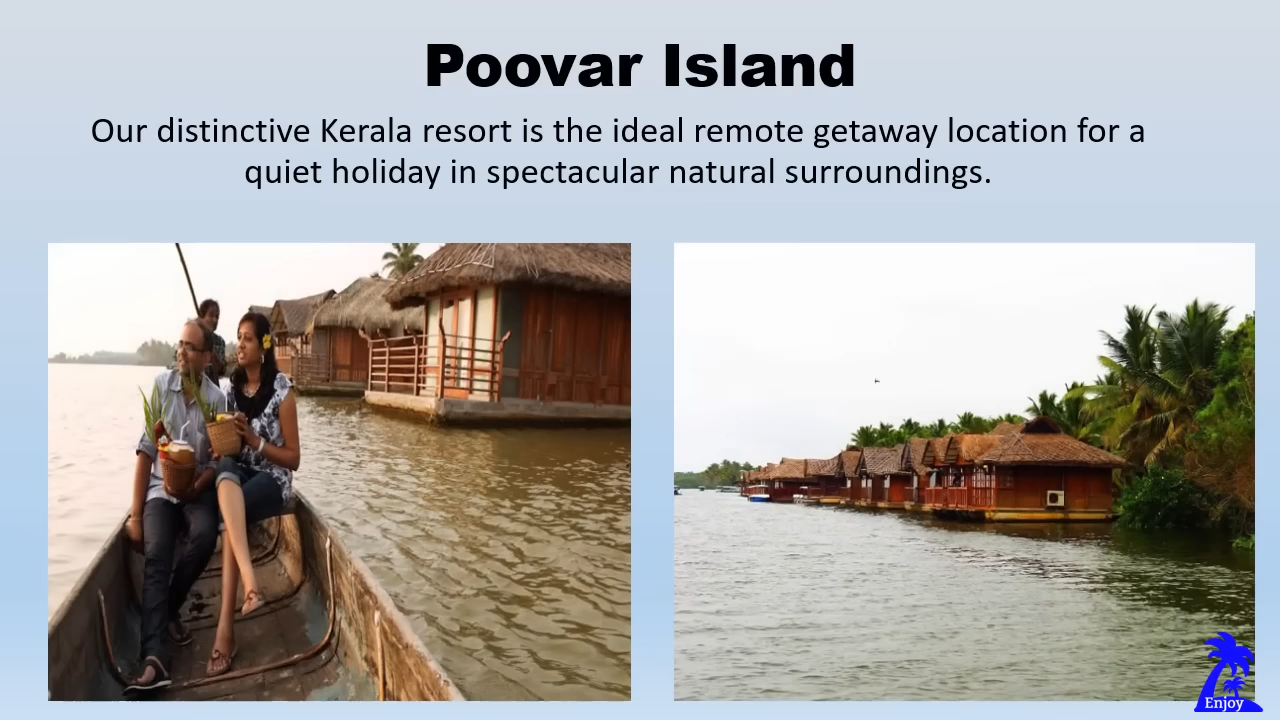 Poovar Island
Our distinctive Kerala resort is the ideal remote getaway location for a
quiet holiday in spectacular natural surroundings.
Enjoy